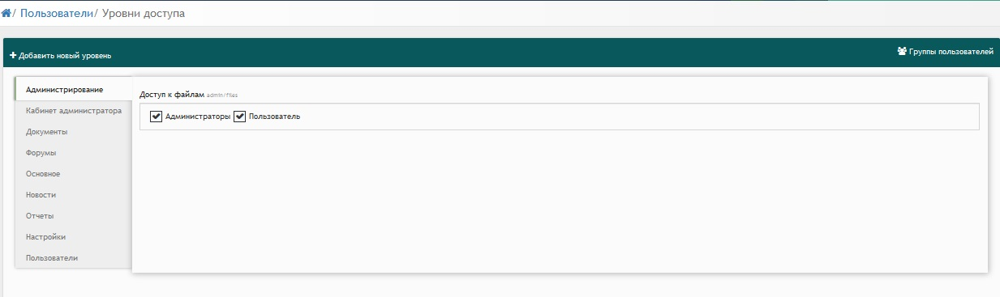 / Пользователи/ Уровни доступа
Добавить новый уровень
Группы пользователей
Администрирование
Кабинет администратора
Документы
Форумы
Основное
Новости
Отчеты
Настройки
Пользователи
Доступ к файлам admin/files
Администраторы Пользователь